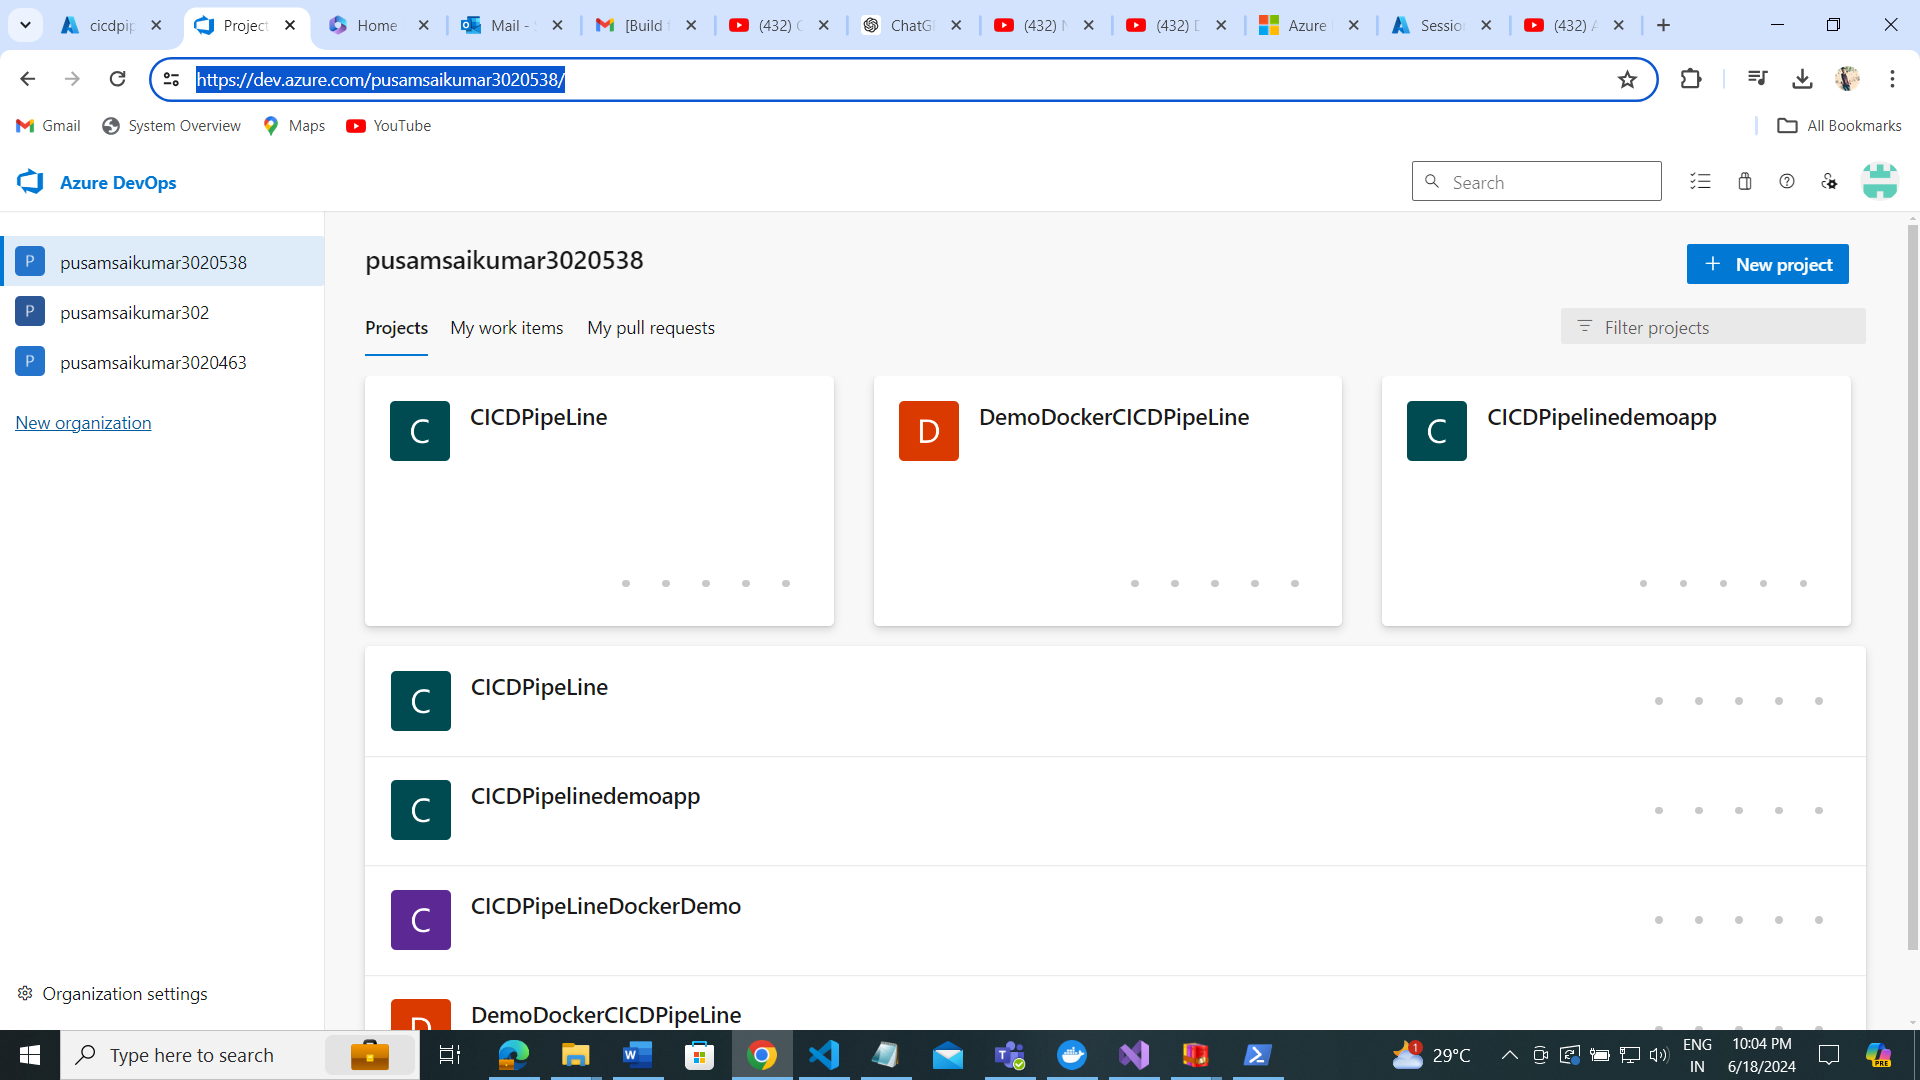 cicdpip
Project
Home
Mail -
[Build
(432)
ChatG
(432)
(432)
Azure
Sessio
(432)
https://dev.azure.com/pusamsaikumar3020538/
Gmail
System Overview
Maps
YouTube
All Bookmarks
Azure DevOps
Search
pusamsaikumar3020538
New project
P
pusamsaikumar3020538
P
pusamsaikumar302
P
pusamsaikumar3020463
New organization
Projects
My work items
My pull requests
Filter projects
C
CICDPipeLine
D
DemoDockerCICDPipeLine
C
CICDPipelinedemoapp
C
CICDPipeLine
C
CICDPipelinedemoapp
C
CICDPipeLineDockerDemo
D
DemoDockerCICDPipeLine
Organization settings
Type here to search
1
29°C
ENG
IN
10:04 PM
6/18/2024
PRE